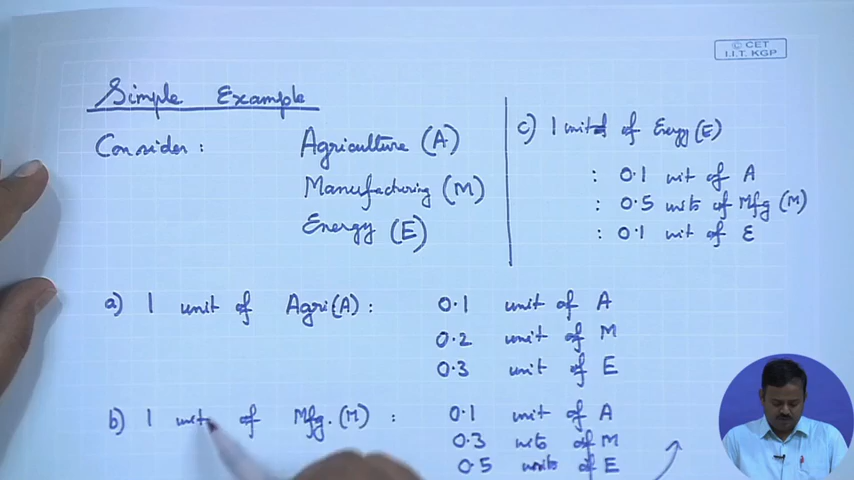 © CET
I.I.T. KGP
Simple Example
Consider : Agriculture (A)
Manufacturing (M)
Energy (E)
c) 1 unit of Energy (E)
: 0.1 unit of A
: 0.5 units of Mfg (M)
: 0.1 unit of E
a) 1 unit of Agri(A) : 0.1 unit of A
0.2 unit of M
0.3 unit of E
b) 1 unit of Mfg. (M) : 0.1 unit of A
0.3 units of M
0.5 units of E